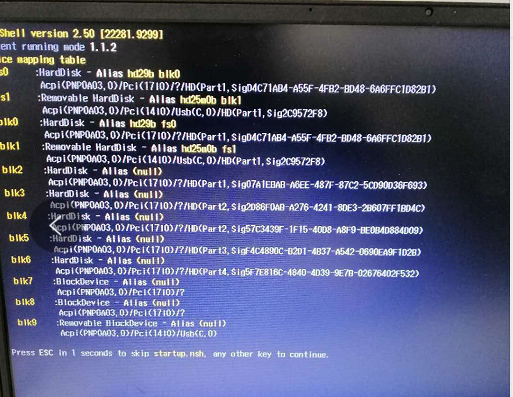 Shell version 2.50 [22281.9299]
ent running mode 1.1.2
ce mapping table
s0 :HardDisk - Alias hd29b blk0
Acpi(PNP0A03,0)/Pci(17|0)/?/HD(Part1,SigD4C71AB4-A55F-4FB2-BD48-6A6FFC1D82B1)
s1 :Removable HardDisk - Alias hd25m0b blk1
Acpi(PNP0A03,0)/Pci(14|0)/Usb(C,0)/HD(Part1,Sig2C9572F8)
blk0 :HardDisk - Alias hd29b fs0
Acpi(PNP0A03,0)/Pci(17|0)/?/HD(Part1,SigD4C71AB4-A55F-4FB2-BD48-6A6FFC1D82B1)
blk1 :Removable HardDisk - Alias hd25m0b fs1
Acpi(PNP0A03,0)/Pci(14|0)/Usb(C,0)/HD(Part1,Sig2C9572F8)
blk2 :HardDisk - Alias (null)
Acpi(PNP0A03,0)/Pci(17|0)/?/HD(Part1,Sig07A1EBAB-A6EE-487F-87C2-5CD90D36F693)
blk3 :HardDisk - Alias (null)
Acpi(PNP0A03,0)/Pci(17|0)/?/HD(Part2,Sig2D86F0AB-A276-4241-8DE3-2B607FF1BD4C)
blk4 :HardDisk - Alias (null)
Acpi(PNP0A03,0)/Pci(17|0)/?/HD(Part2,Sig57C3439F-1F15-40D8-A8F9-BE0B4D884D09)
blk5 :HardDisk - Alias (null)
Acpi(PNP0A03,0)/Pci(17|0)/?/HD(Part3,SigF4C4890C-B2D1-4B37-A542-0690EA9F1D2B)
blk6 :HardDisk - Alias (null)
Acpi(PNP0A03,0)/Pci(17|0)/?/HD(Part4,Sig5F7E816C-4840-4D39-9E7B-02676402F532)
blk7 :BlockDevice - Alias (null)
Acpi(PNP0A03,0)/Pci(17|0)/?
blk8 :BlockDevice - Alias (null)
Acpi(PNP0A03,0)/Pci(17|0)/?
blk9 :Removable BlockDevice - Alias (null)
Acpi(PNP0A03,0)/Pci(14|0)/Usb(C,0)
Press ESC in 1 seconds to skip startup.nsh, any other key to continue.